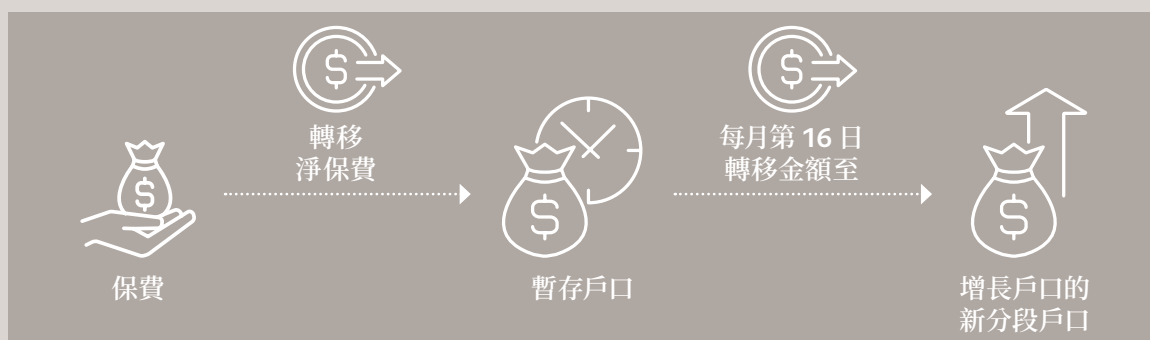 轉移
淨保費
每月第 16 日
轉移金額至
保費
暫存戶口
增長戶口的
新分段戶口